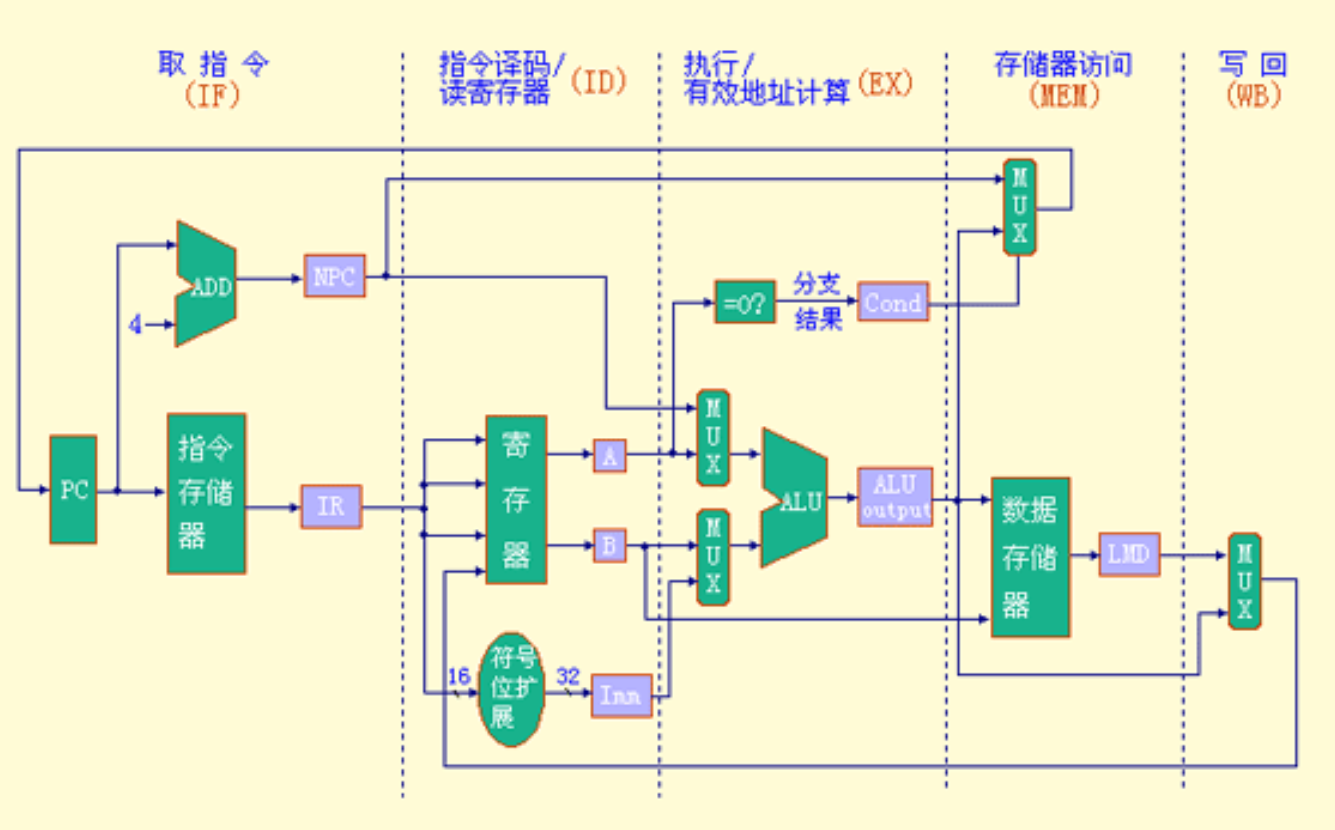 取 指 令
(IF)
指令译码/
读寄存器 (ID)
执行/
有效地址计算 (EX)
存储器访问
(MEM)
写 回
(WB)
MUX
ADD
NPC
4
=0?
分支
结果
Cond
PC
指令
存储
器
IR
寄
存
器
A
B
MUX
MUX
ALU
ALU
output
数据
存储
器
LMD
MUX
16
符号
位扩
展
32
Imm